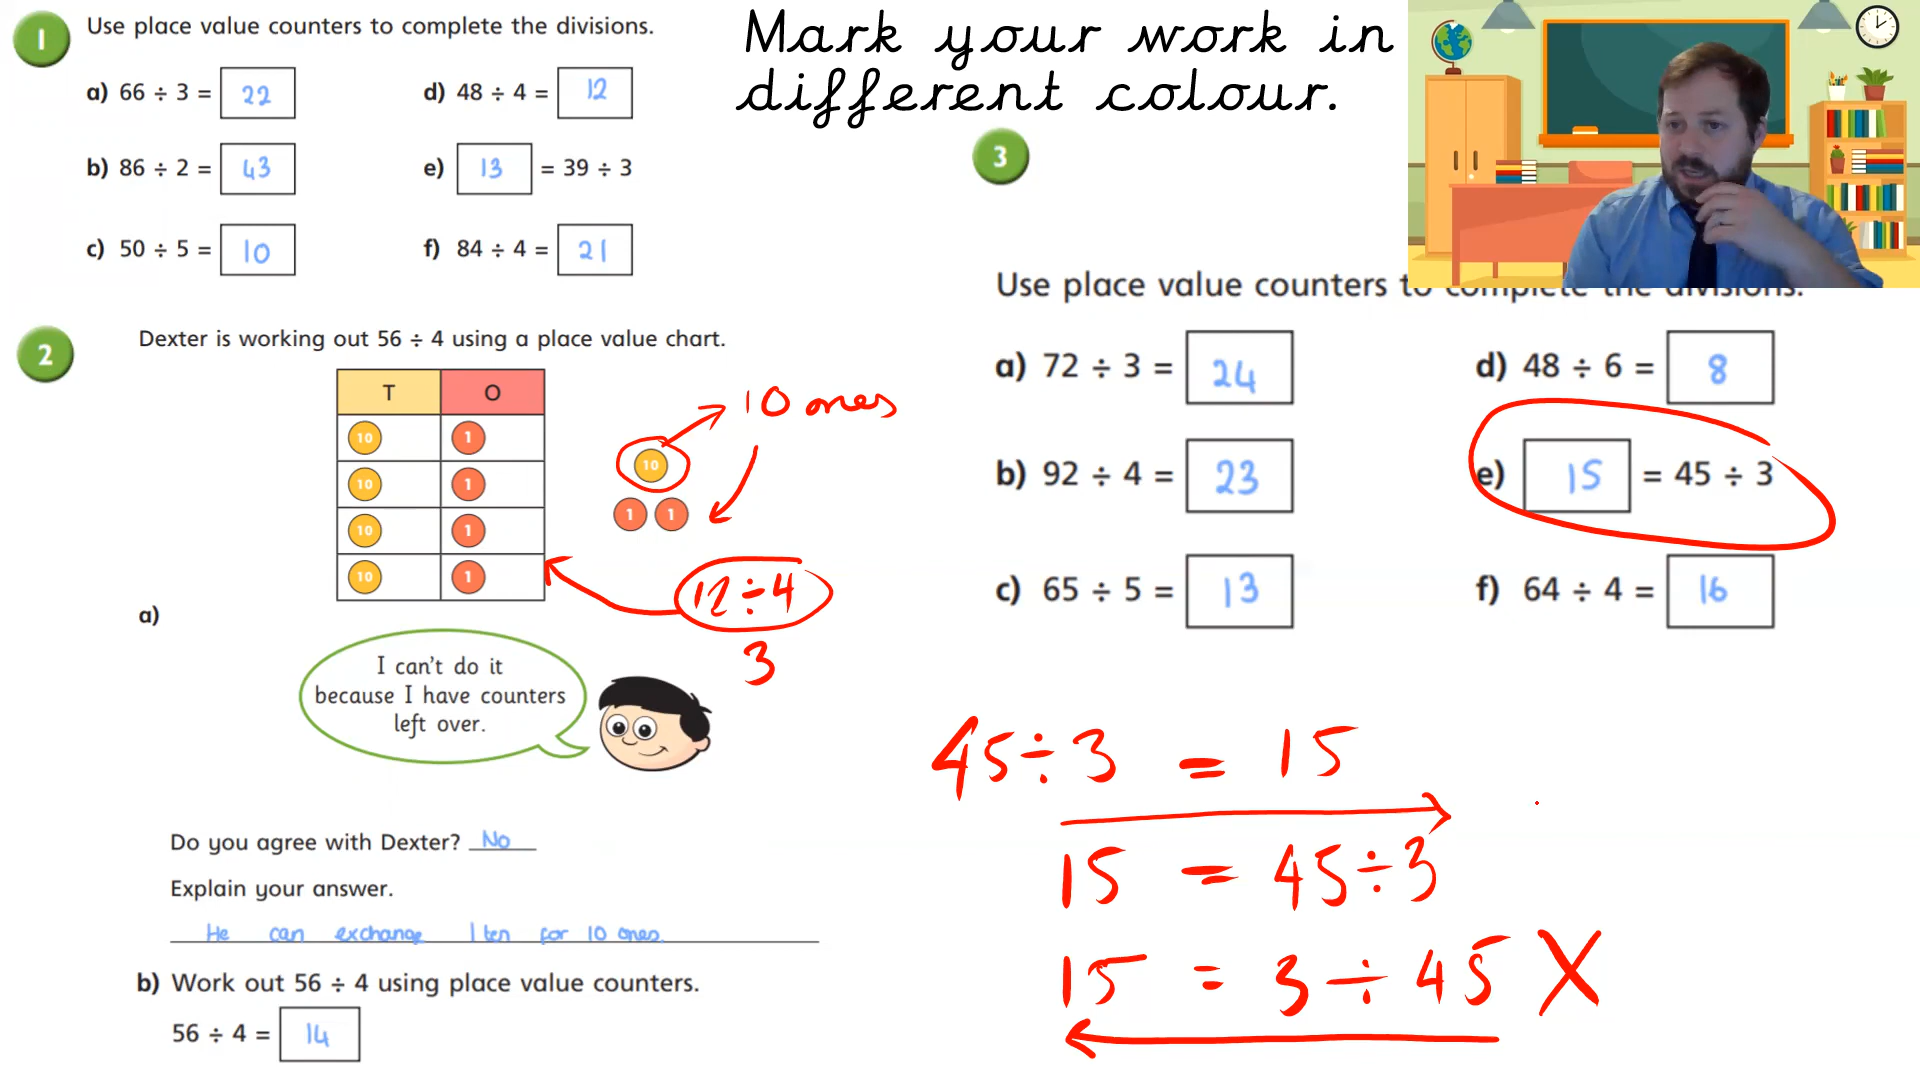 1 Use place value counters to complete the divisions.
a) 66 ÷ 3 = 22
d) 48 ÷ 4 = 12
b) 86 ÷ 2 = 43
e) 13 = 39 ÷ 3
c) 50 ÷ 5 = 10
f) 84 ÷ 4 = 21
2 Dexter is working out 56 ÷ 4 using a place value chart.
T O
10 1
10 1
10 1
10 1
10
1 1
10 ones
12 ÷ 4
3
a)
I can't do it
because I have counters
left over.
Do you agree with Dexter? No
Explain your answer.
He can exchange 1 ten for 10 ones.
b) Work out 56 ÷ 4 using place value counters.
56 ÷ 4 = 14
Mark your work in
different colour.
3
Use place value counters to complete the divisions.
a) 72 ÷ 3 = 24
d) 48 ÷ 6 = 8
b) 92 ÷ 4 = 23
e) 15 = 45 ÷ 3
c) 65 ÷ 5 = 13
f) 64 ÷ 4 = 16
45 ÷ 3 = 15
15 = 45 ÷ 3
15 = 3 ÷ 45 X